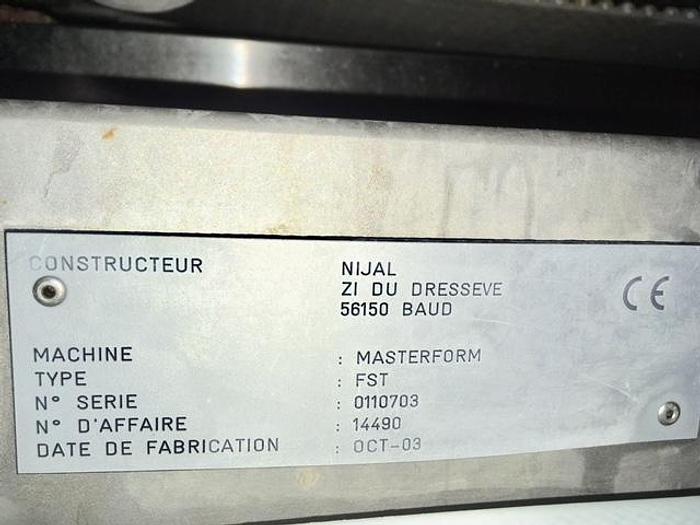 CONSTRUCTEUR NIJAL
ZI DU DRESSEVE
56150 BAUD
CE
MACHINE : MASTERFORM
TYPE : FST
N° SERIE : 0110703
N° D'AFFAIRE : 14490
DATE DE FABRICATION : OCT-03